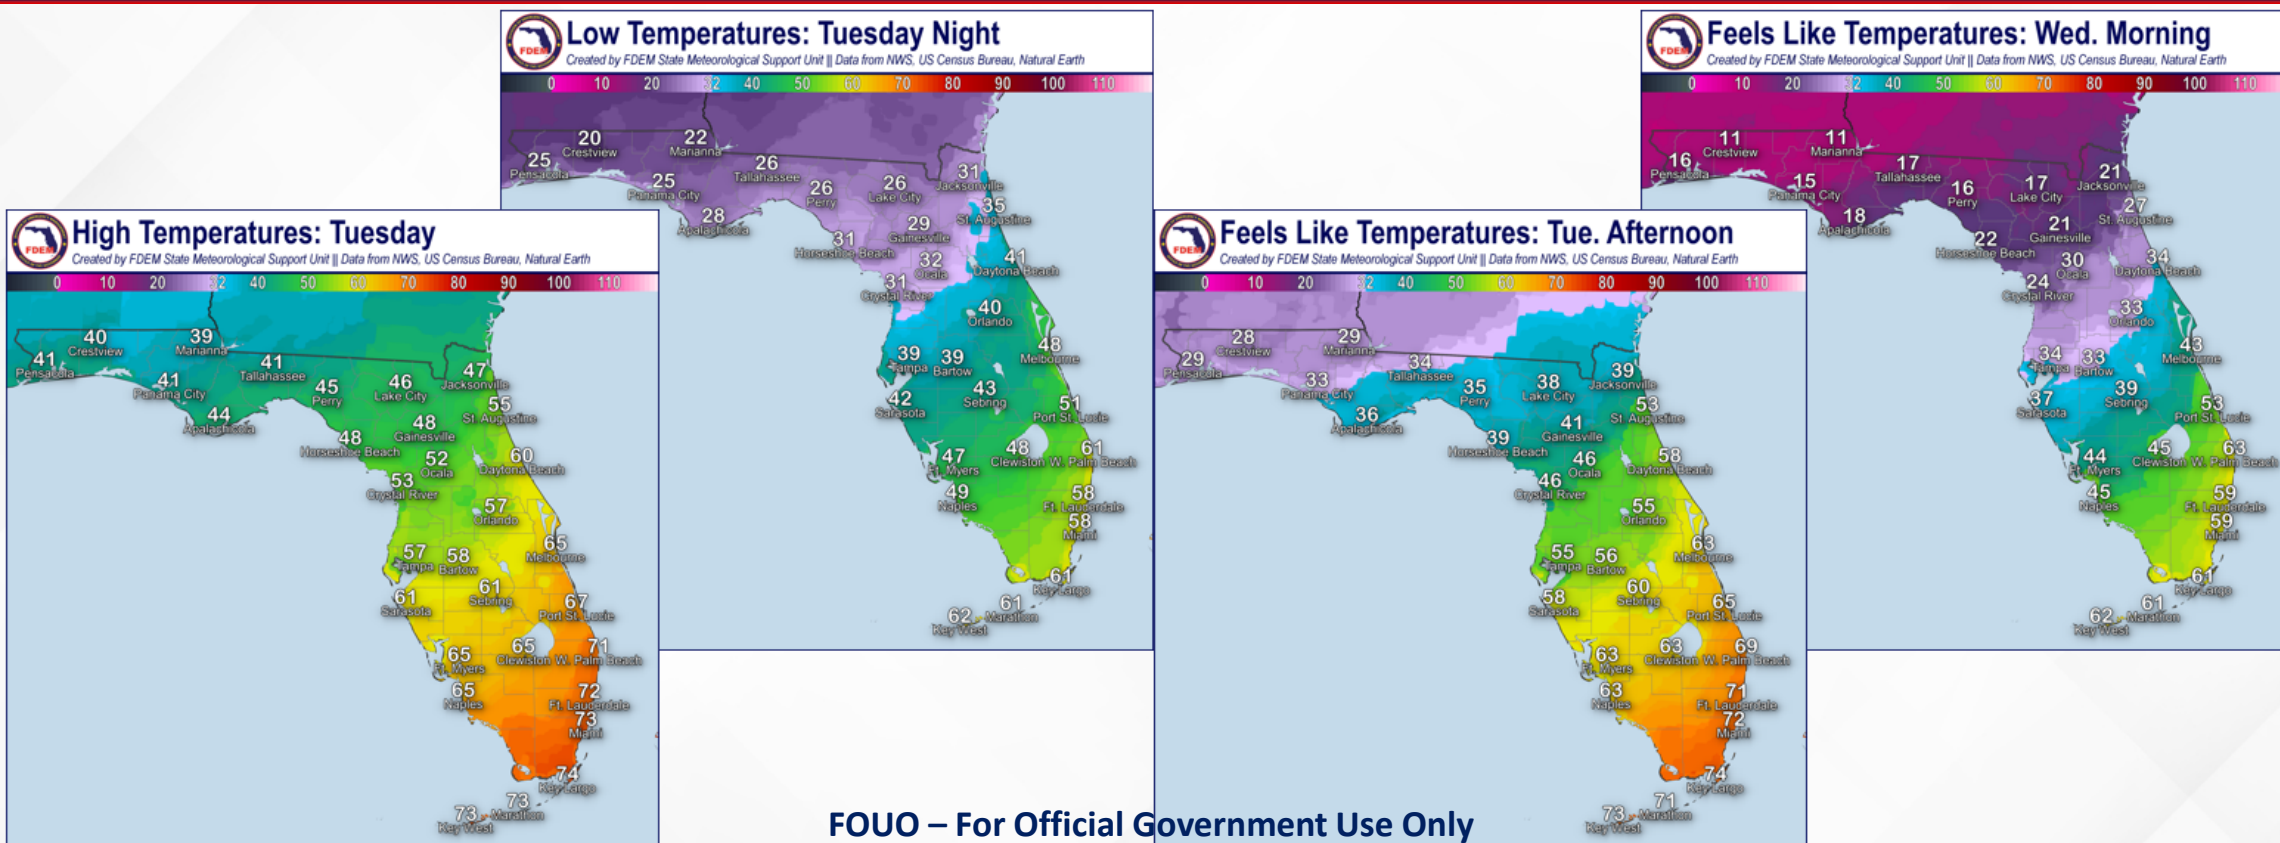 FDEM
Low Temperatures: Tuesday Night
Created by FDEM State Meteorological Support Unit || Data from NWS, US Census Bureau, Natural Earth
0 10 20 32 40 50 60 70 80 90 100 110
20
Crestview
22
Marianna
25
Pensacola
26
Tallahassee
25
Panama City
26
Perry
26
Lake City
31
Jacksonville
28
Apalachicola
35
St. Augustine
29
Gainesville
31
Horseshoe Beach
32
Ocala
41
Daytona Beach
31
Crystal River
40
Orlando
48
Melbourne
39
Tampa
39
Bartow
43
Sebring
42
Sarasota
51
Port St. Lucie
47
Ft. Myers
48
Clewiston
61
W. Palm Beach
49
Naples
58
Ft. Lauderdale
58
Miami
61
Key Largo
61
Marathon
62
Key West
FDEM
Feels Like Temperatures: Wed. Morning
Created by FDEM State Meteorological Support Unit || Data from NWS, US Census Bureau, Natural Earth
0 10 20 32 40 50 60 70 80 90 100 110
11
Crestview
11
Marianna
16
Pensacola
17
Tallahassee
15
Panama City
16
Perry
17
Lake City
21
Jacksonville
18
Apalachicola
27
St. Augustine
21
Gainesville
22
Horseshoe Beach
30
Ocala
34
Daytona Beach
24
Crystal River
33
Orlando
43
Melbourne
34
Tampa
33
Bartow
39
Sebring
37
Sarasota
53
Port St. Lucie
44
Ft. Myers
45
Clewiston
63
W. Palm Beach
45
Naples
59
Ft. Lauderdale
59
Miami
61
Key Largo
61
Marathon
62
Key West
FDEM
High Temperatures: Tuesday
Created by FDEM State Meteorological Support Unit || Data from NWS, US Census Bureau, Natural Earth
0 10 20 32 40 50 60 70 80 90 100 110
40
Crestview
39
Marianna
41
Pensacola
41
Tallahassee
41
Panama City
45
Perry
46
Lake City
47
Jacksonville
44
Apalachicola
55
St. Augustine
48
Gainesville
48
Horseshoe Beach
52
Ocala
60
Daytona Beach
53
Crystal River
57
Orlando
65
Melbourne
57
Tampa
58
Bartow
61
Sebring
61
Sarasota
67
Port St. Lucie
65
Ft. Myers
65
Clewiston
71
W. Palm Beach
65
Naples
72
Ft. Lauderdale
73
Miami
74
Key Largo
73
Marathon
73
Key West
FDEM
Feels Like Temperatures: Tue. Afternoon
Created by FDEM State Meteorological Support Unit || Data from NWS, US Census Bureau, Natural Earth
0 10 20 32 40 50 60 70 80 90 100 110
28
Crestview
29
Marianna
29
Pensacola
34
Tallahassee
33
Panama City
35
Perry
38
Lake City
39
Jacksonville
36
Apalachicola
53
St. Augustine
41
Gainesville
39
Horseshoe Beach
46
Ocala
58
Daytona Beach
46
Crystal River
55
Orlando
63
Melbourne
55
Tampa
56
Bartow
60
Sebring
58
Sarasota
65
Port St. Lucie
63
Ft. Myers
63
Clewiston
69
W. Palm Beach
63
Naples
71
Ft. Lauderdale
72
Miami
74
Key Largo
71
Marathon
73
Key West
FOUO – For Official Government Use Only